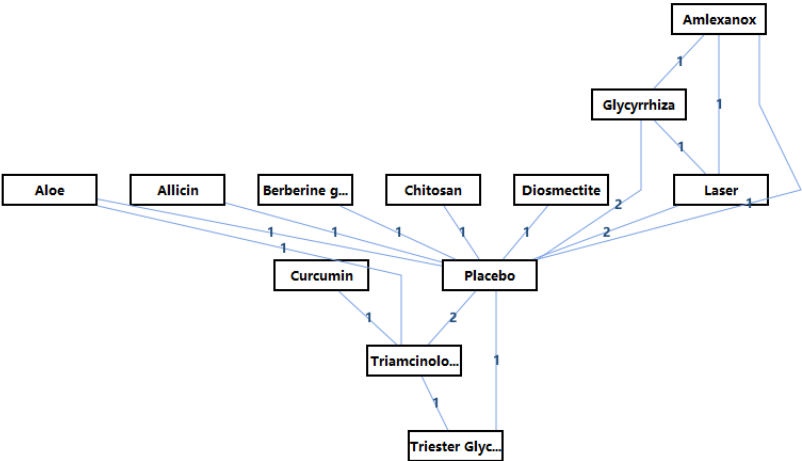 Amlexanox
1
Glycyrrhiza
1
1
Aloe
Allicin
Berberine g...
Chitosan
Diosmectite
Laser
2
1
1
1
1
1
1
2
1
Curcumin
Placebo
1
2
Triamcinolo...
1
1
Triester Glyc...